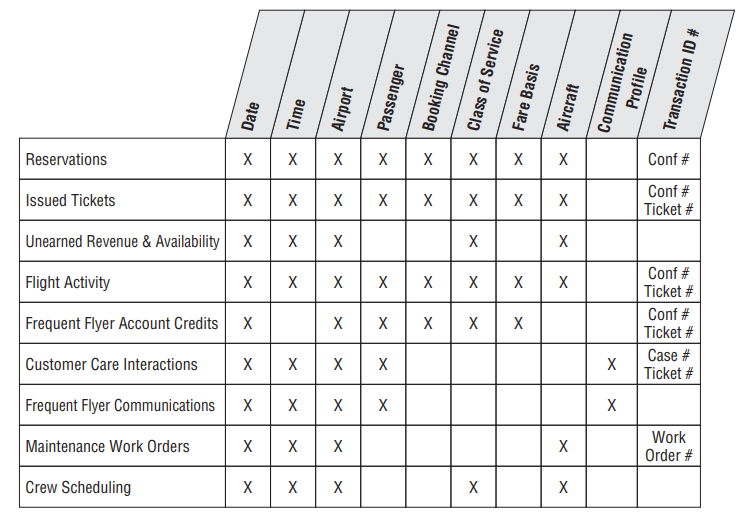 Date
Time
Airport
Passenger
Booking Channel
Class of Service
Fare Basis
Aircraft
Communication
Profile
Transaction ID #
Reservations X X X X X X X X Conf #
Issued Tickets X X X X X X X X Conf #
Ticket #
Unearned Revenue & Availability X X X X X
Flight Activity X X X X X X X X Conf #
Ticket #
Frequent Flyer Account Credits X X X X X X Conf #
Ticket #
Customer Care Interactions X X X X X Case #
Ticket #
Frequent Flyer Communications X X X X X
Maintenance Work Orders X X X X Work
Order #
Crew Scheduling X X X X X